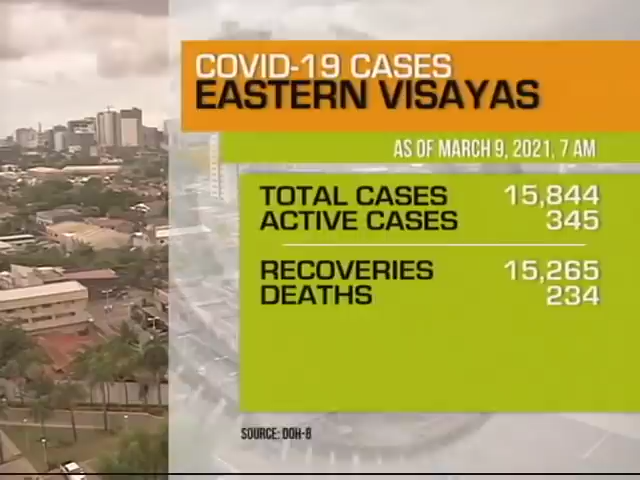 COVID-19 CASES
EASTERN VISAYAS
AS OF MARCH 9, 2021, 7 AM
TOTAL CASES 15,844
ACTIVE CASES 345
RECOVERIES 15,265
DEATHS 234
SOURCE: DOH-8